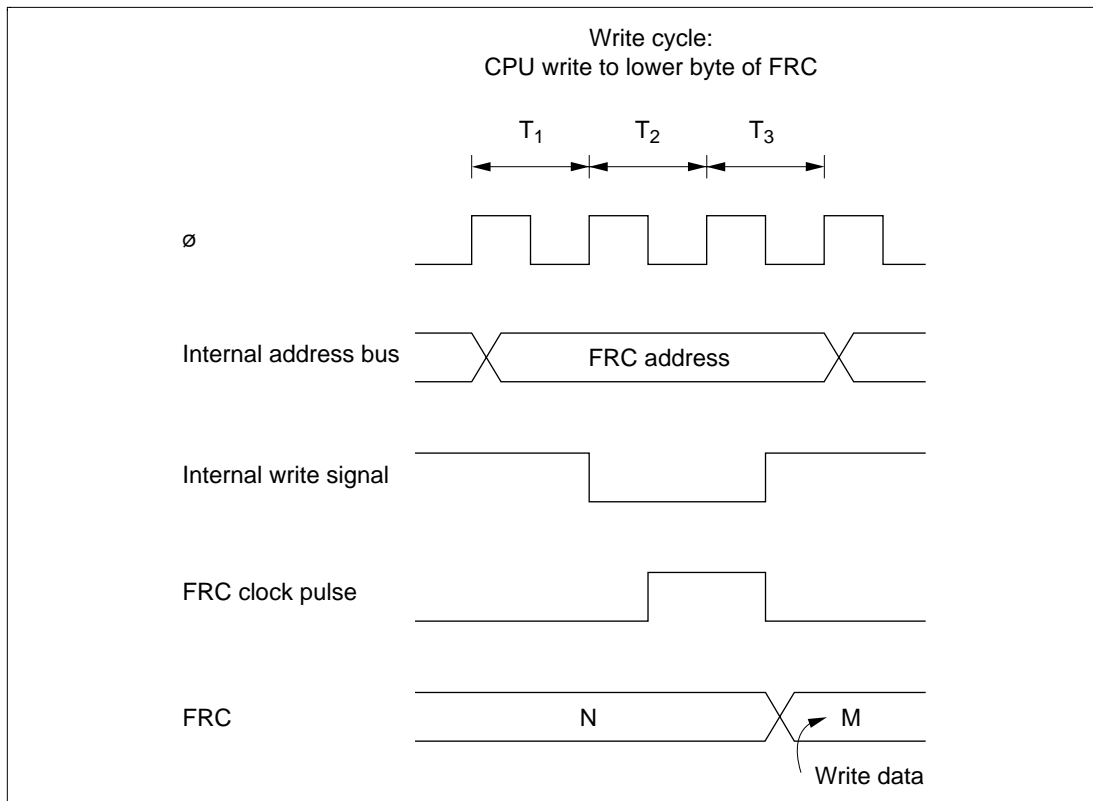 Write cycle:
CPU write to lower byte of FRC
T1 T2 T3
ø
Internal address bus
FRC address
Internal write signal
FRC clock pulse
FRC
N
M
Write data